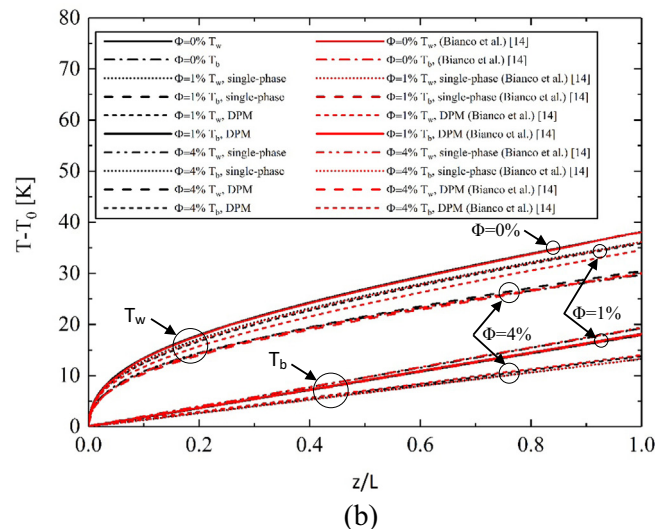 80
70
60
50
40
30
20
10
0
T-T₀ [K]
Φ=0% T_w
Φ=0% T_b
Φ=1% T_w, single-phase
Φ=1% T_b, single-phase
Φ=1% T_w, DPM
Φ=1% T_b, DPM
Φ=4% T_w, single-phase
Φ=4% T_b, single-phase
Φ=4% T_w, DPM
Φ=4% T_b, DPM
Φ=0% T_w, (Bianco et al.) [14]
Φ=0% T_b, (Bianco et al.) [14]
Φ=1% T_w, single-phase (Bianco et al.) [14]
Φ=1% T_b, single-phase (Bianco et al.) [14]
Φ=1% T_w, DPM (Bianco et al.) [14]
Φ=1% T_b, DPM (Bianco et al.) [14]
Φ=4% T_w, single-phase (Bianco et al.) [14]
Φ=4% T_b, single-phase (Bianco et al.) [14]
Φ=4% T_w, DPM (Bianco et al.) [14]
Φ=4% T_b, DPM (Bianco et al.) [14]
Φ=0%
T_w
Φ=1%
Φ=4%
T_b
0.0 0.2 0.4 0.6 0.8 1.0
z/L
(b)